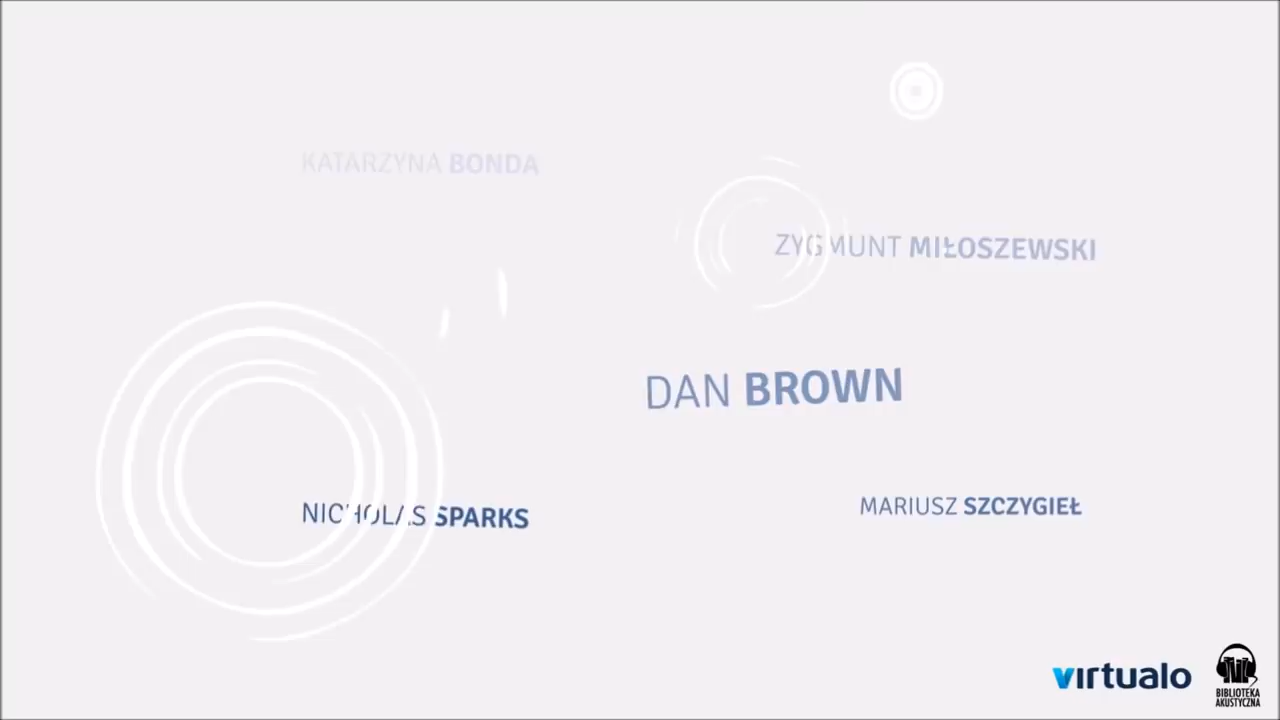 KATARZYNA BONDA
ZYGMUNT MIŁOSZEWSKI
DAN BROWN
NICHOLAS SPARKS
MARIUSZ SZCZYGIEŁ
virtualo
BIBLIOTEKA
AKUSTYCZNA